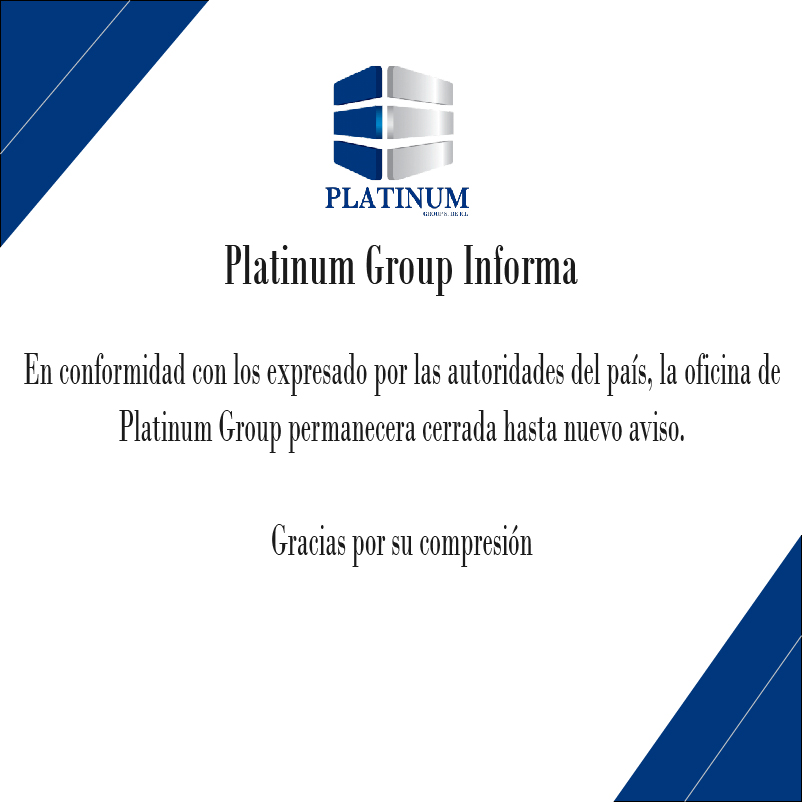 PLATINUM
Platinum Group Informa
En conformidad con los expresado por las autoridades del país, la oficina de
Platinum Group permanecera cerrada hasta nuevo aviso.
Gracias por su compresión